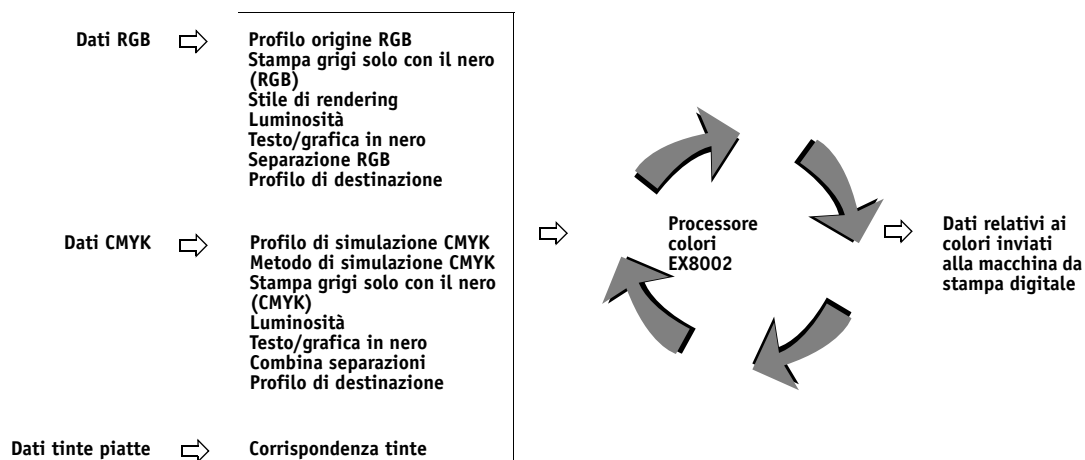 Dati RGB
Profilo origine RGB
Stampa grigi solo con il nero
(RGB)
Stile di rendering
Luminosità
Testo/grafica in nero
Separazione RGB
Profilo di destinazione
Dati CMYK
Profilo di simulazione CMYK
Metodo di simulazione CMYK
Stampa grigi solo con il nero
(CMYK)
Luminosità
Testo/grafica in nero
Combina separazioni
Profilo di destinazione
Dati tinte piatte
Corrispondenza tinte
Processore
colori
EX8002
Dati relativi ai
colori inviati
alla macchina da
stampa digitale